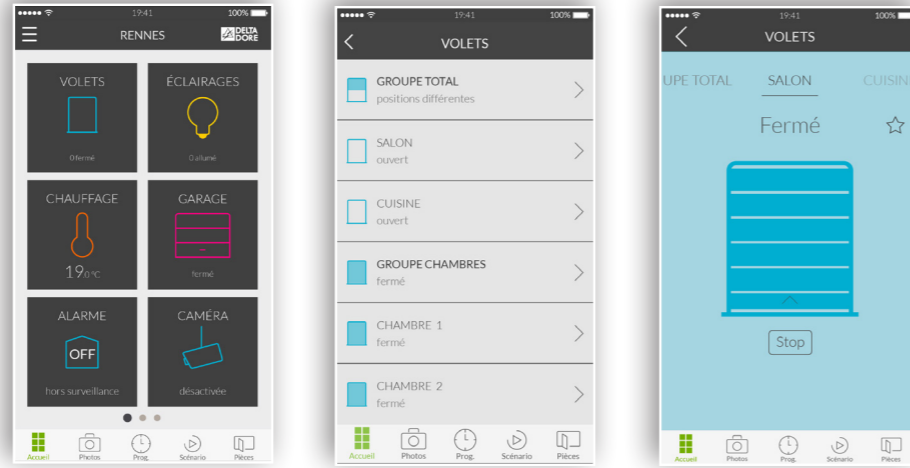 19:41
100%
RENNES
DELTA
DORE
VOLETS
0 fermé
ÉCLAIRAGES
0 allumé
CHAUFFAGE
19.0 °C
GARAGE
fermé
ALARME
OFF
hors surveillance
CAMÉRA
désactivée
Accueil
Photos
Prog.
Scénario
Pièces
19:41
100%
VOLETS
GROUPE TOTAL
positions différentes
SALON
ouvert
CUISINE
ouvert
GROUPE CHAMBRES
fermé
CHAMBRE 1
fermé
CHAMBRE 2
fermé
Accueil
Photos
Prog.
Scénario
Pièces
19:41
100%
VOLETS
UPE TOTAL
SALON
CUISIN
Fermé
Stop
Accueil
Photos
Prog.
Scénario
Pièces